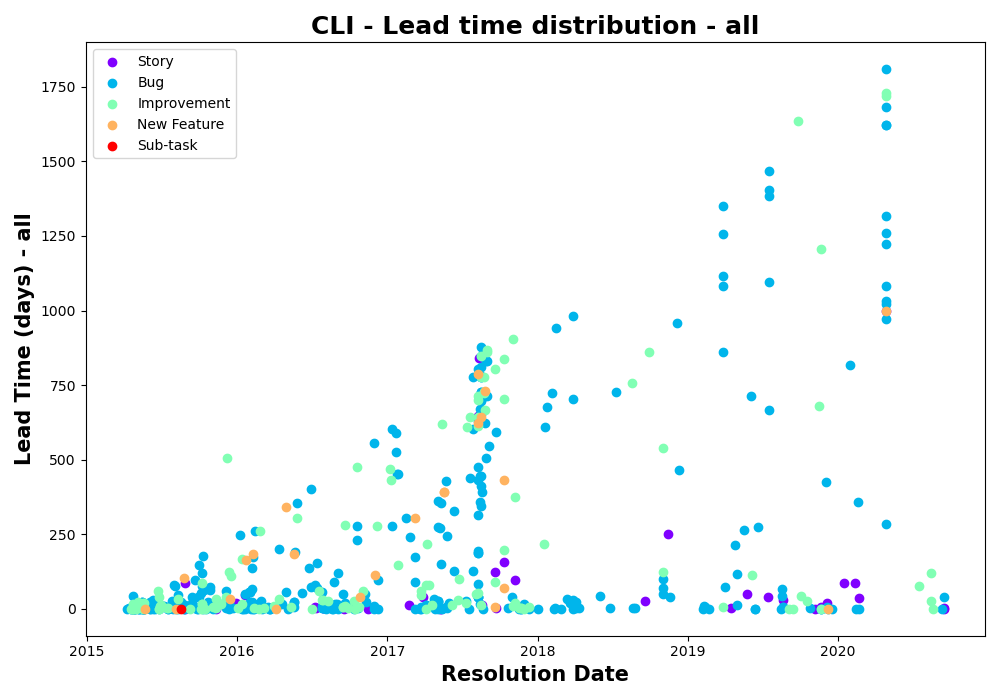 CLI - Lead time distribution - all
Story
Bug
Improvement
New Feature
Sub-task
Lead Time (days) - all
1750
1500
1250
1000
750
500
250
0
2015 2016 2017 2018 2019 2020
Resolution Date